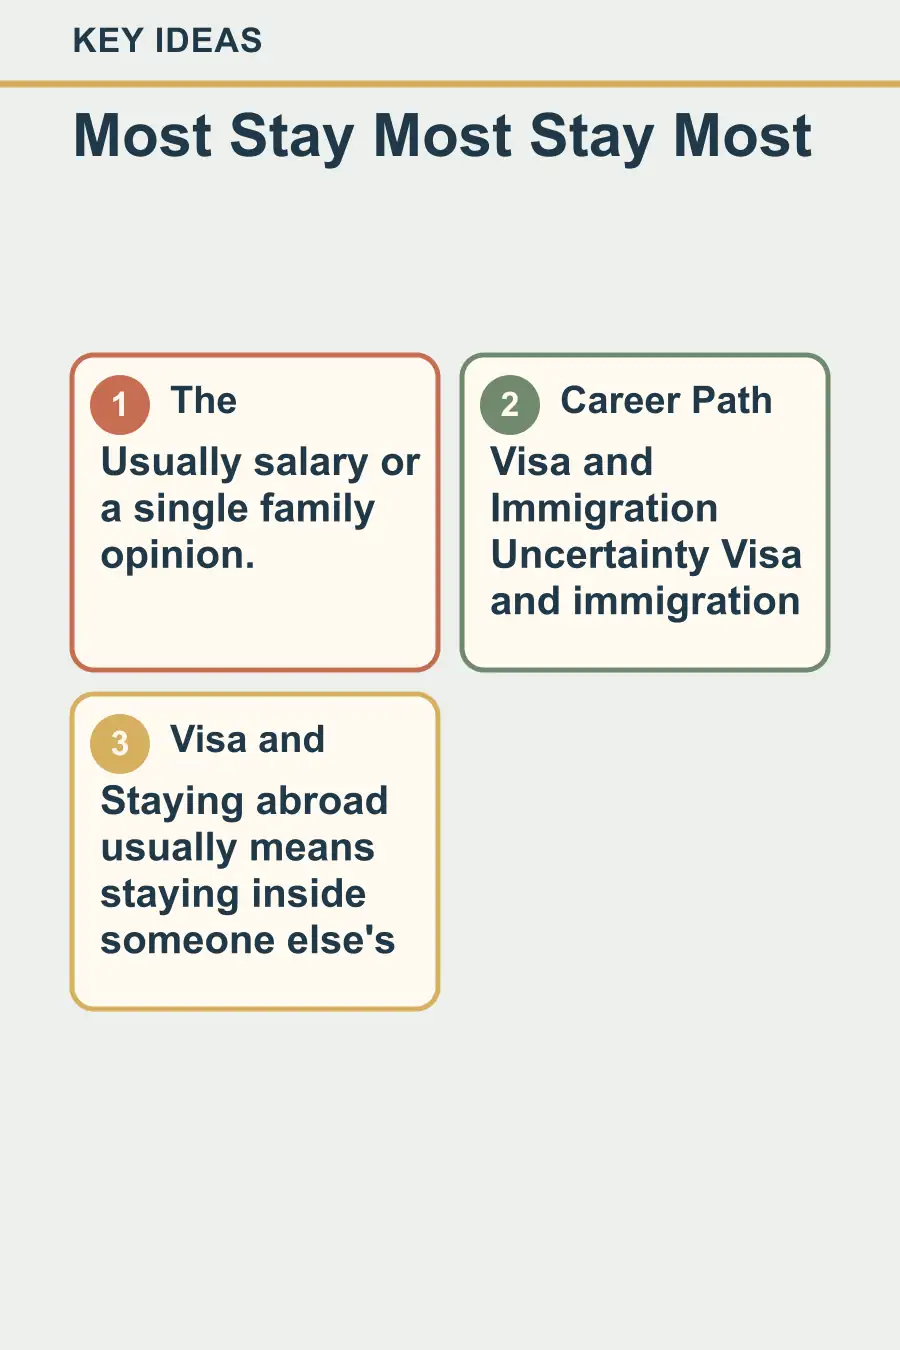 KEY IDEAS
Most Stay Most Stay Most
1 The
Usually salary or
a single family
opinion.
2 Career Path
Visa and
Immigration
Uncertainty Visa
and immigration
3 Visa and
Staying abroad
usually means
staying inside
someone else's